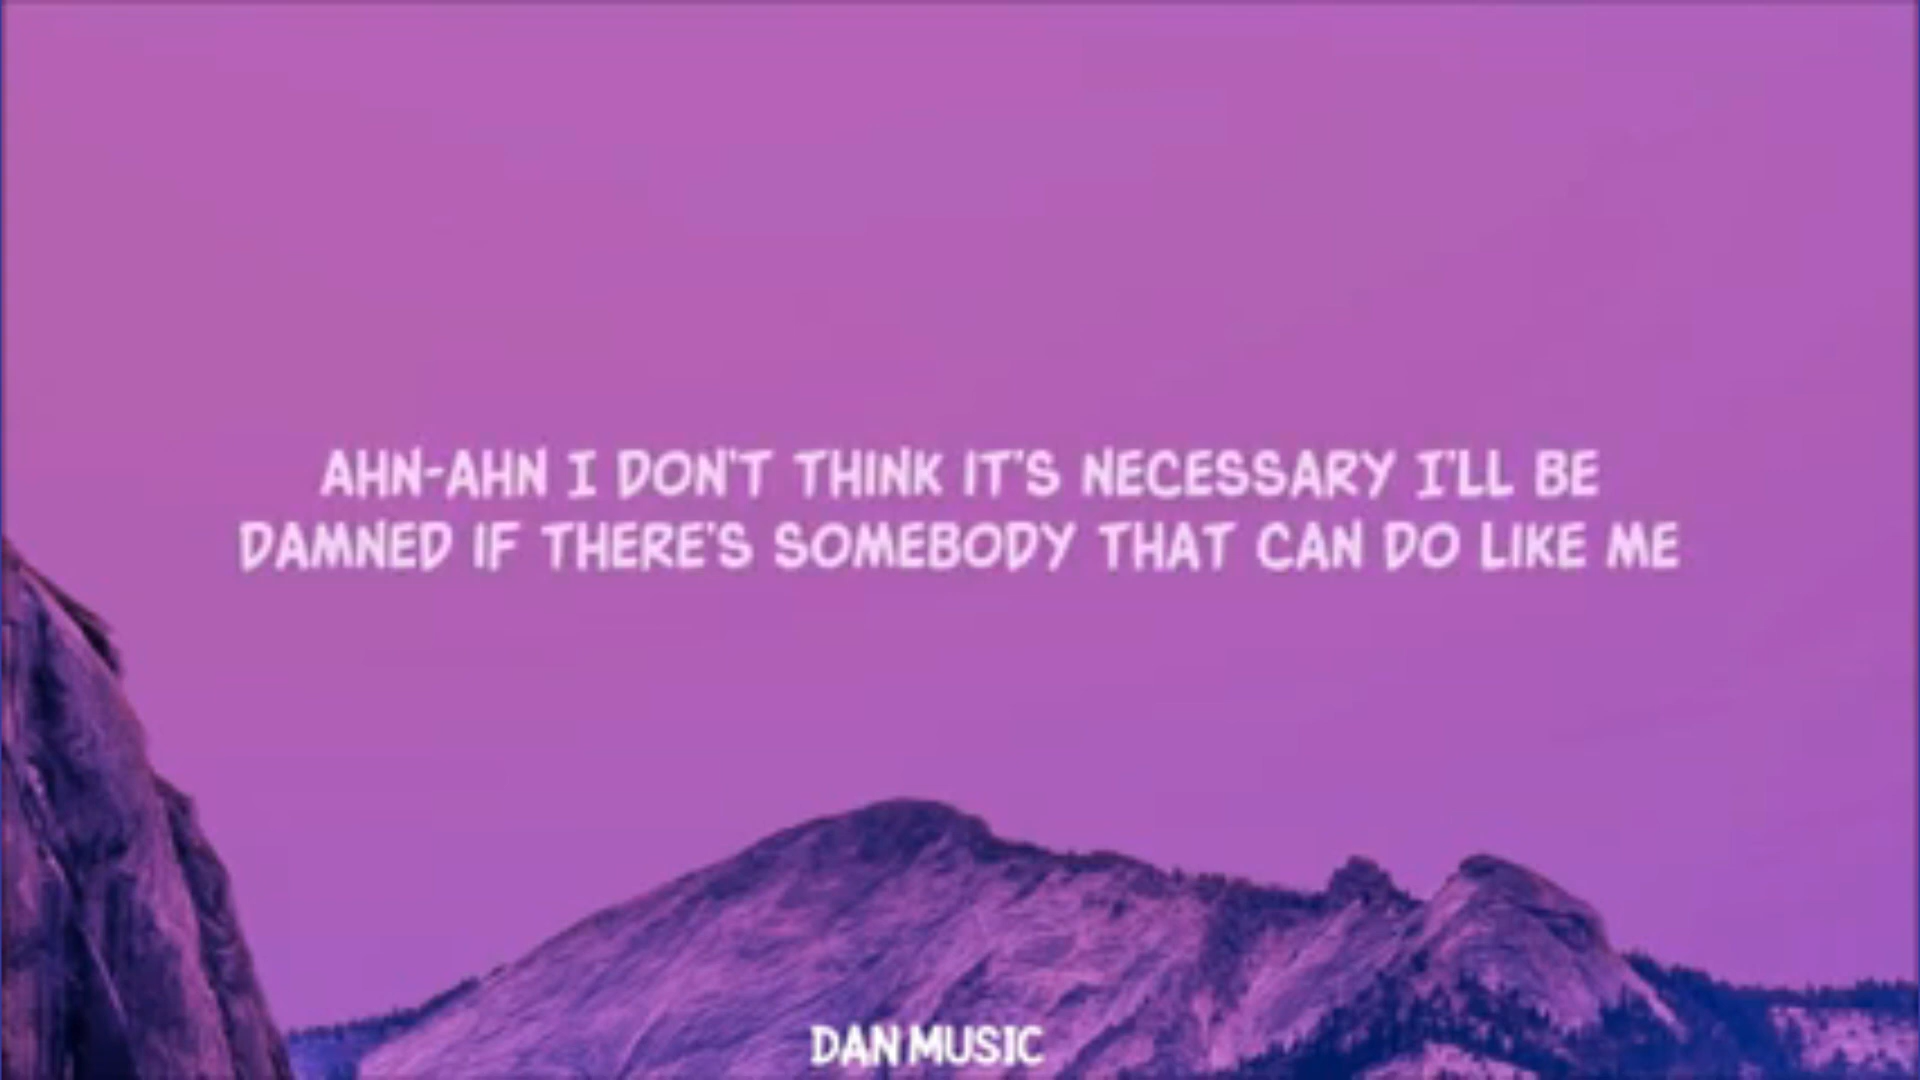 AHN-AHN I DON'T THINK IT'S NECESSARY I'LL BE
DAMNED IF THERE'S SOMEBODY THAT CAN DO LIKE ME
DAN MUSIC